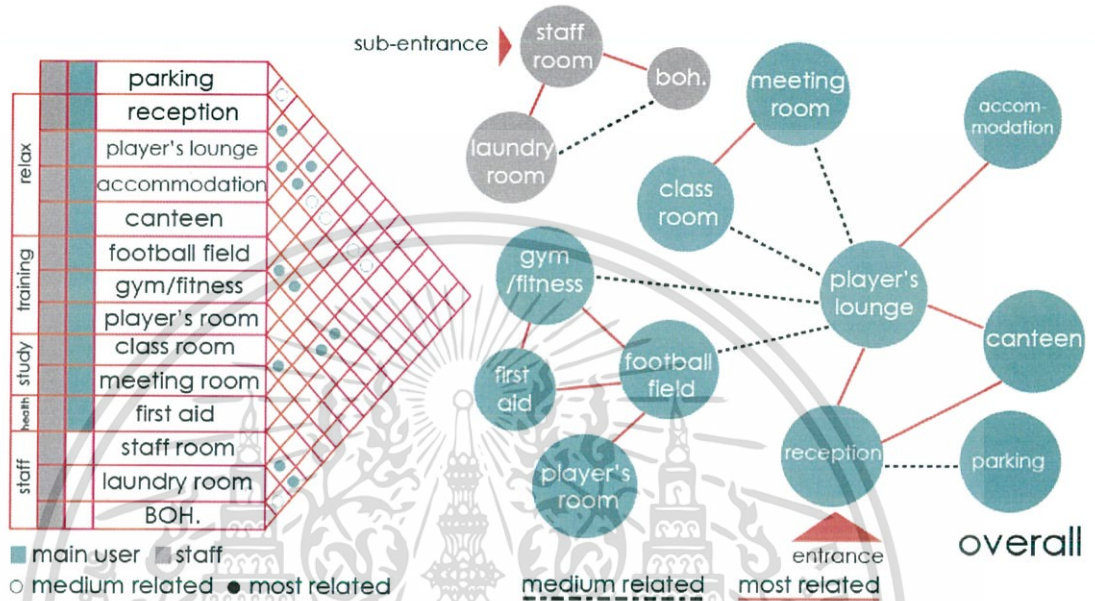 relax
training
study
health
staff
parking
reception
player's lounge
accommodation
canteen
football field
gym/fitness
player's room
class room
meeting room
first aid
staff room
laundry room
BOH.
main user
staff
medium related
most related
sub-entrance
staff
room
boh.
laundry
room
meeting
room
class
room
accom-
modation
gym
/fitness
player's
lounge
canteen
football
field
first
aid
player's
room
reception
parking
entrance
overall
medium related
most related